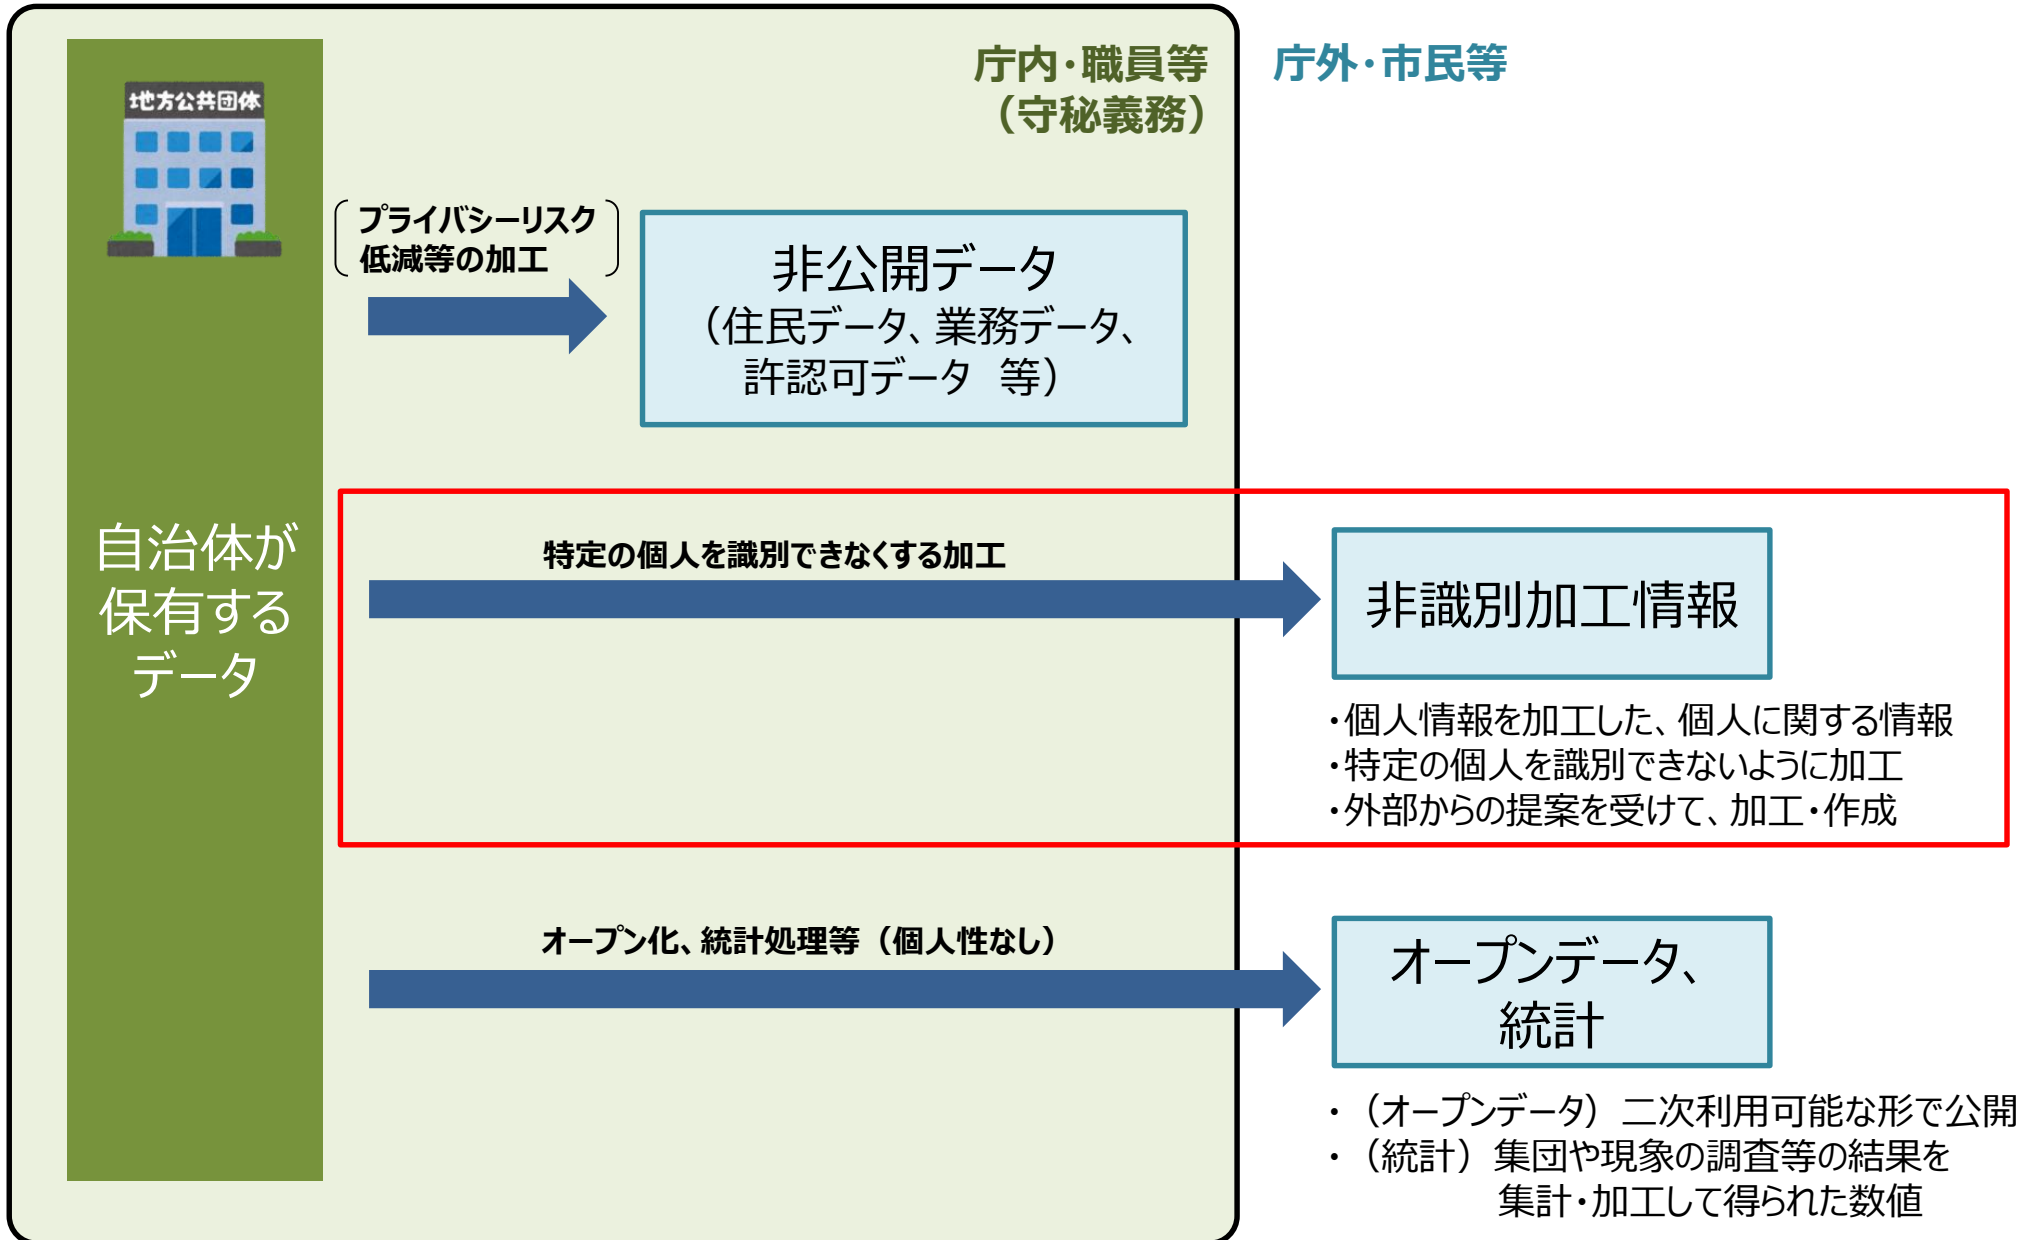 庁内・職員等
（守秘義務）
庁外・市民等
地方公共団体
プライバシーリスク
低減等の加工
非公開データ
（住民データ、業務データ、
許認可データ　等）
自治体が
保有する
データ
特定の個人を識別できなくする加工
非識別加工情報
・個人情報を加工した、個人に関する情報
・特定の個人を識別できないように加工
・外部からの提案を受けて、加工・作成
オープン化、統計処理等（個人性なし）
オープンデータ、
統計
・（オープンデータ）二次利用可能な形で公開
・（統計）集団や現象の調査等の結果を
集計・加工して得られた数値